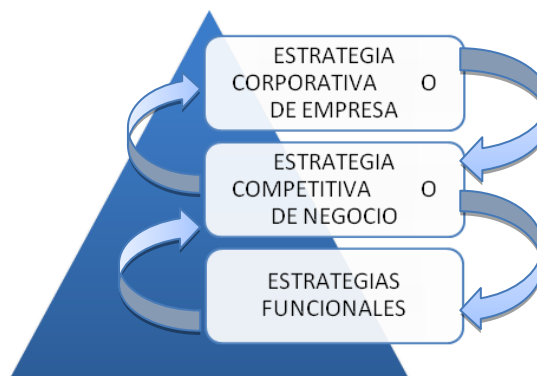 ESTRATEGIA
CORPORATIVA O
DE EMPRESA
ESTRATEGIA
COMPETITIVA O
DE NEGOCIO
ESTRATEGIAS
FUNCIONALES